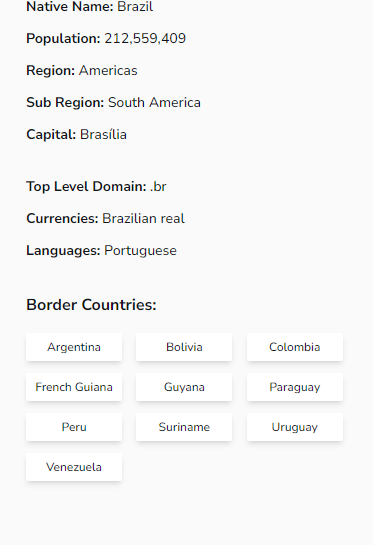 Native Name: Brazil
Population: 212,559,409
Region: Americas
Sub Region: South America
Capital: Brasília
Top Level Domain: .br
Currencies: Brazilian real
Languages: Portuguese
Border Countries:
Argentina Bolivia Colombia
French Guiana Guyana Paraguay
Peru Suriname Uruguay
Venezuela